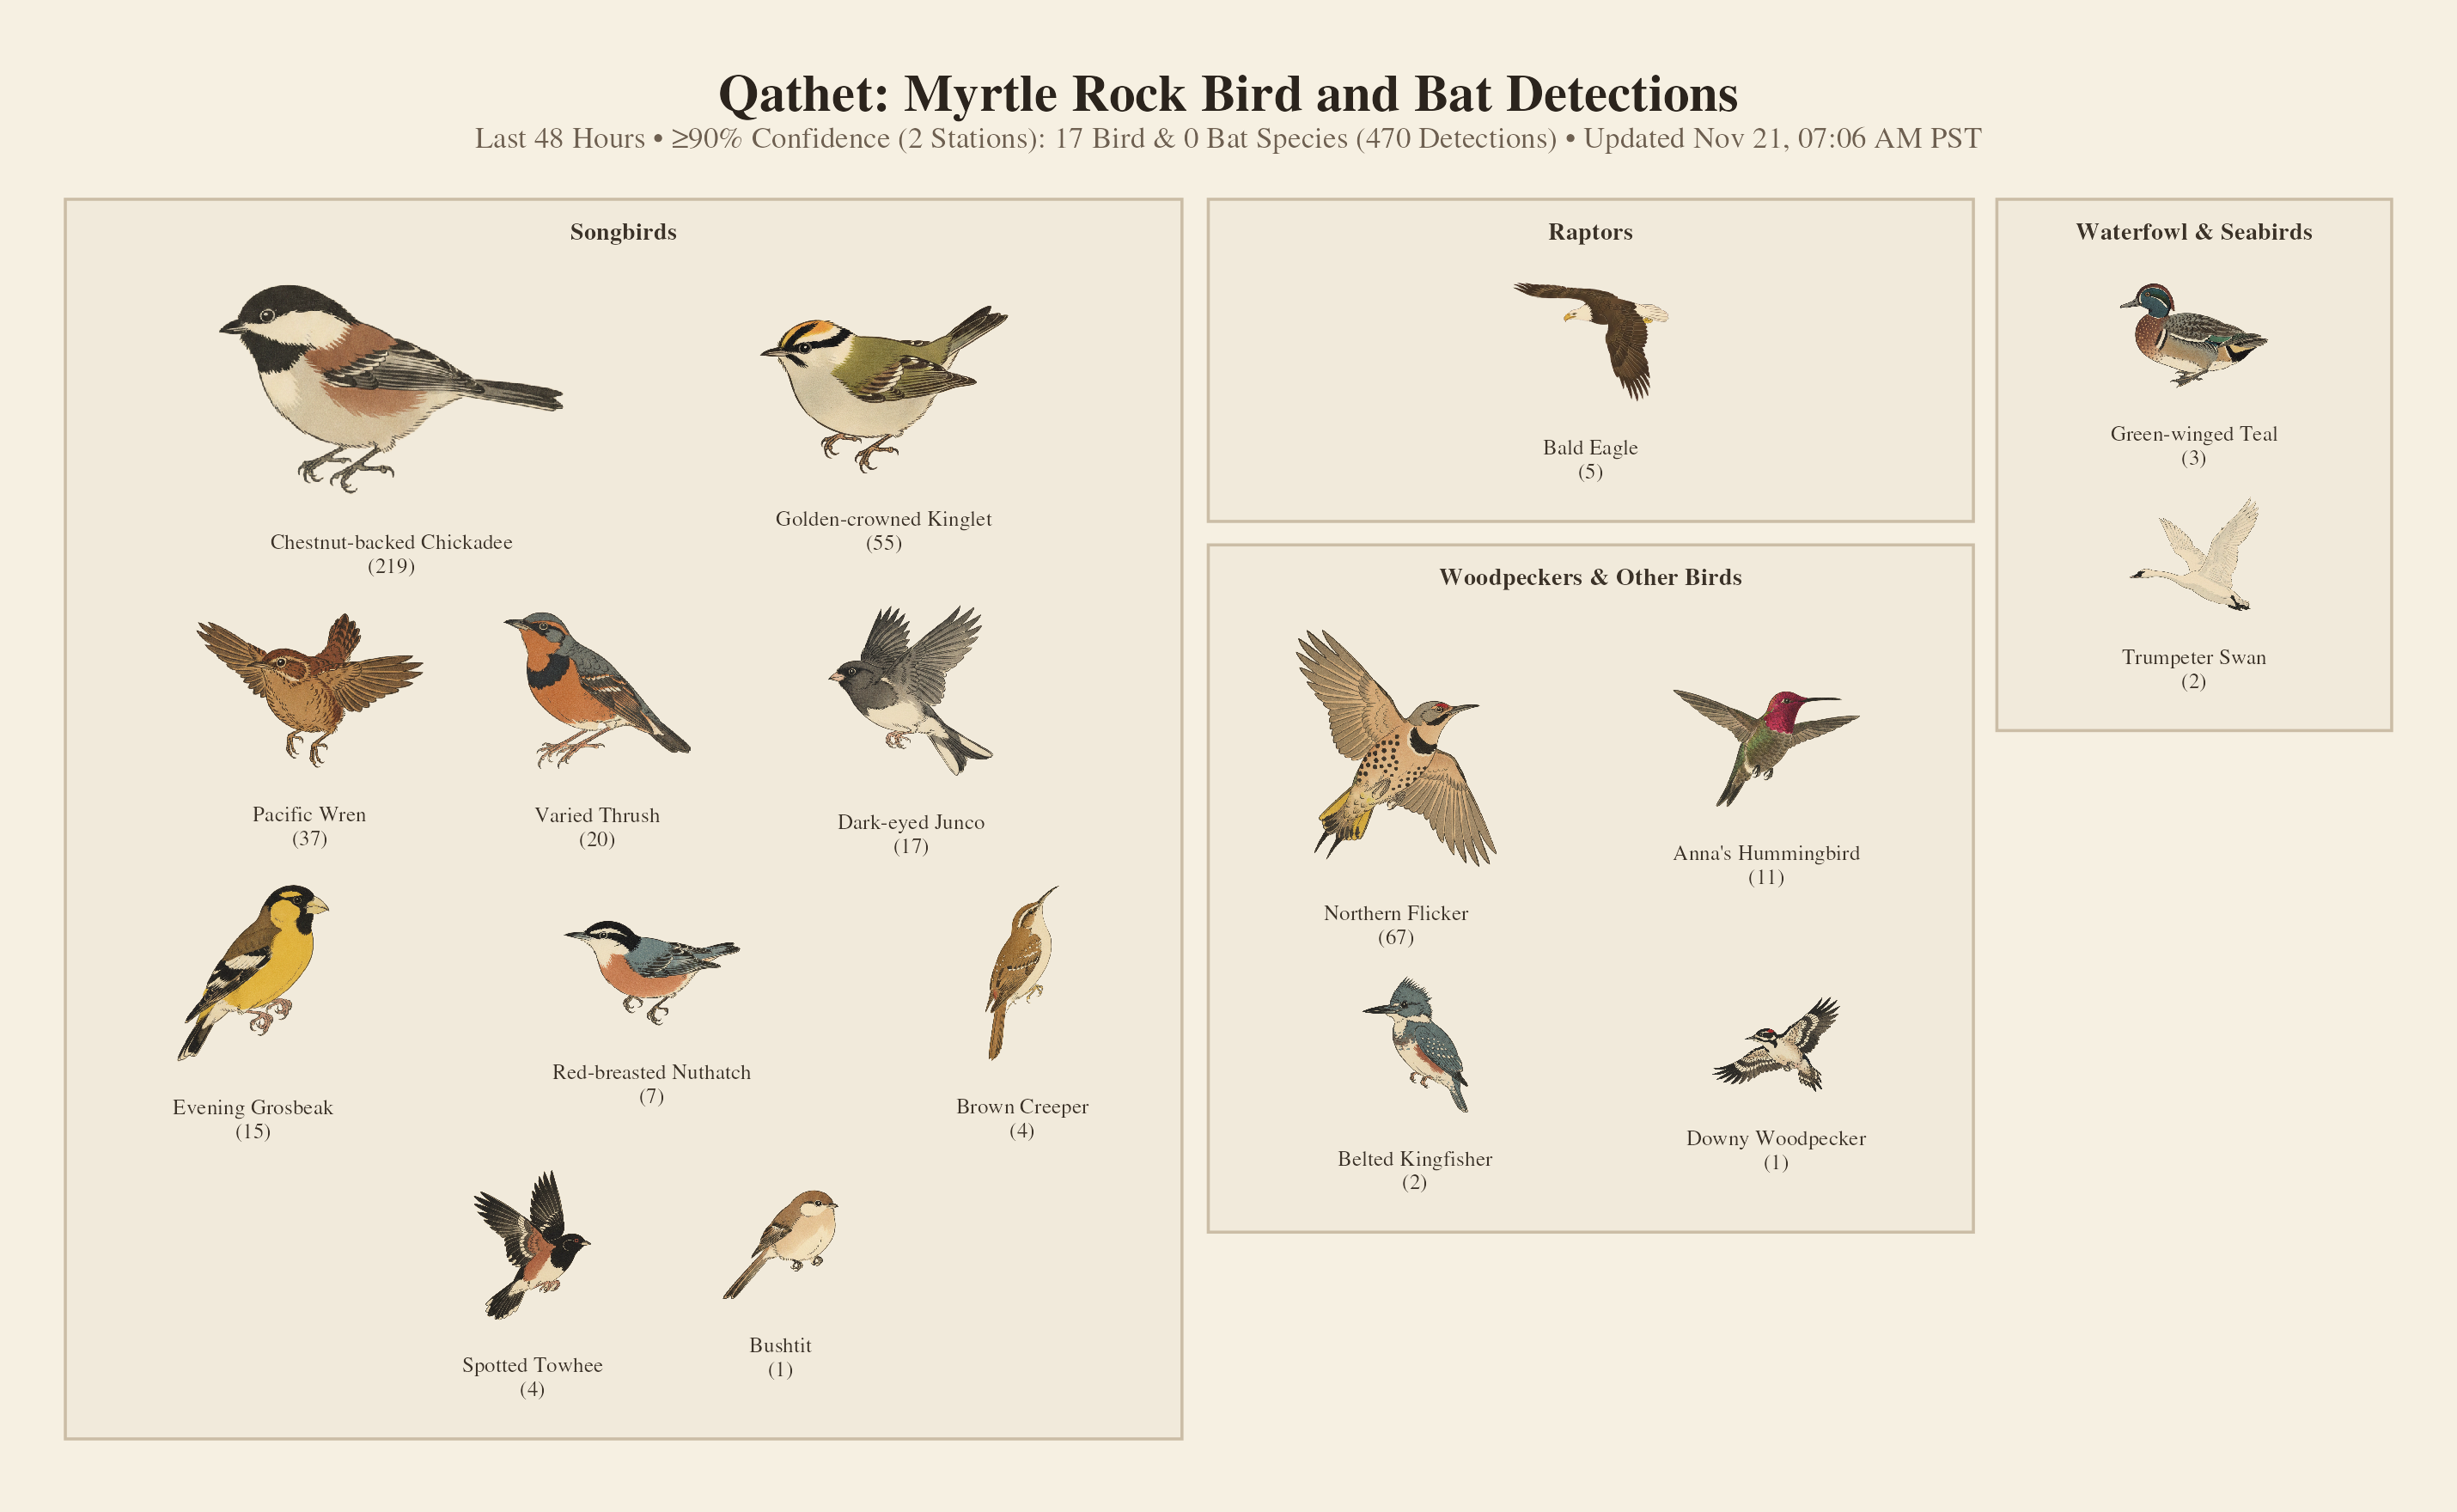 Qathet: Myrtle Rock Bird and Bat Detections
Last 48 Hours • ≥90% Confidence (2 Stations): 17 Bird & 0 Bat Species (470 Detections) • Updated Nov 21, 07:06 AM PST
Songbirds
Chestnut-backed Chickadee
(219)
Golden-crowned Kinglet
(55)
Pacific Wren
(37)
Varied Thrush
(20)
Dark-eyed Junco
(17)
Evening Grosbeak
(15)
Red-breasted Nuthatch
(7)
Brown Creeper
(4)
Spotted Towhee
(4)
Bushtit
(1)
Raptors
Bald Eagle
(5)
Woodpeckers & Other Birds
Northern Flicker
(67)
Anna's Hummingbird
(11)
Belted Kingfisher
(2)
Downy Woodpecker
(1)
Waterfowl & Seabirds
Green-winged Teal
(3)
Trumpeter Swan
(2)